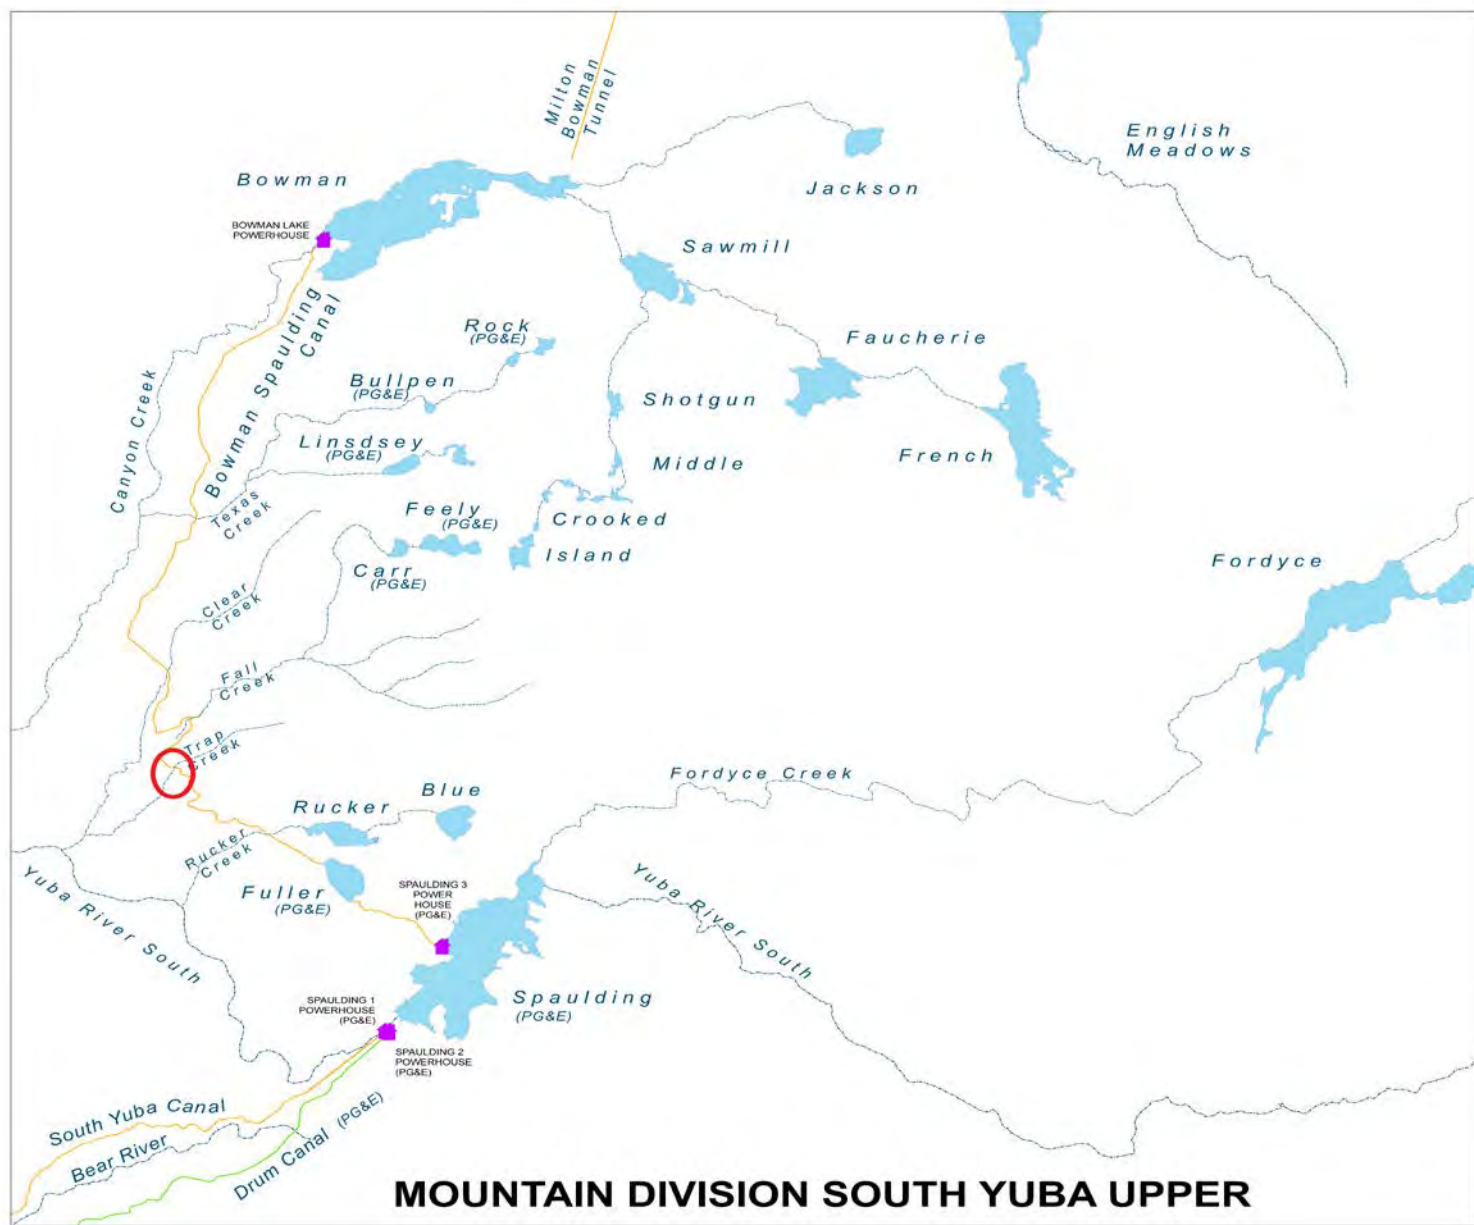 Milton
Bowman
Tunnel
English
Meadows
Bowman
Jackson
BOWMAN LAKE
POWERHOUSE
Sawmill
Bowman Spaulding
Canal
Rock
(PG&E)
Faucherie
Canyon Creek
Bullpen
(PG&E)
Shotgun
Linsdsey
(PG&E)
Middle
French
Texas
Creek
Feely
(PG&E)
Crooked
Island
Carr
(PG&E)
Fordyce
Clear
Creek
Fall
Creek
Trap
Creek
Fordyce Creek
Blue
Rucker
Rucker
Creek
Yuba River South
Fuller
(PG&E)
SPAULDING 3
POWER
HOUSE
(PG&E)
Yuba River South
SPAULDING 1
POWERHOUSE
(PG&E)
Spaulding
(PG&E)
SPAULDING 2
POWERHOUSE
(PG&E)
South Yuba Canal
Bear River
Drum Canal (PG&E)
MOUNTAIN DIVISION SOUTH YUBA UPPER